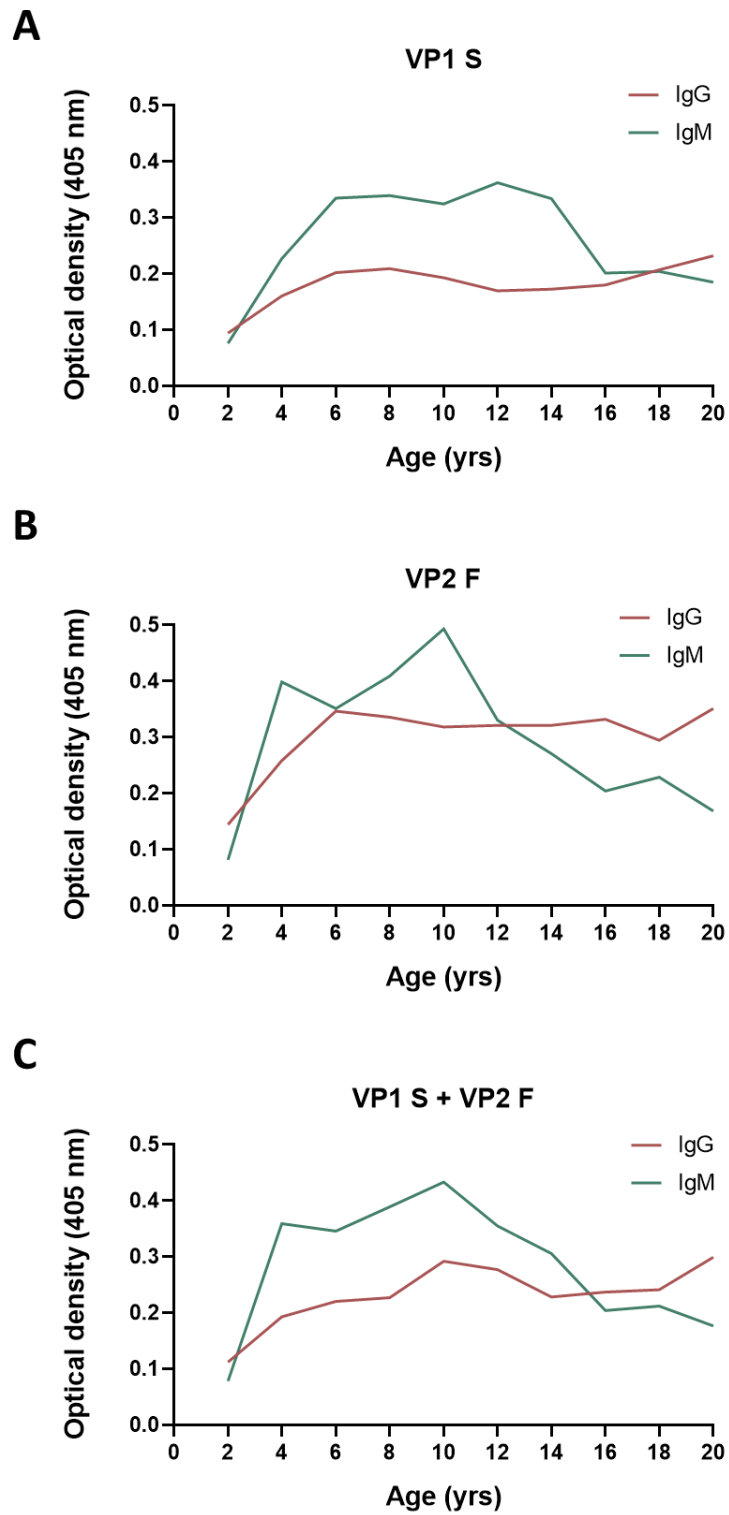 A
VP1 S
IgG
IgM
Optical density (405 nm)
0.5
0.4
0.3
0.2
0.1
0.0
0 2 4 6 8 10 12 14 16 18 20
Age (yrs)
B
VP2 F
IgG
IgM
Optical density (405 nm)
0.5
0.4
0.3
0.2
0.1
0.0
0 2 4 6 8 10 12 14 16 18 20
Age (yrs)
C
VP1 S + VP2 F
IgG
IgM
Optical density (405 nm)
0.5
0.4
0.3
0.2
0.1
0.0
0 2 4 6 8 10 12 14 16 18 20
Age (yrs)